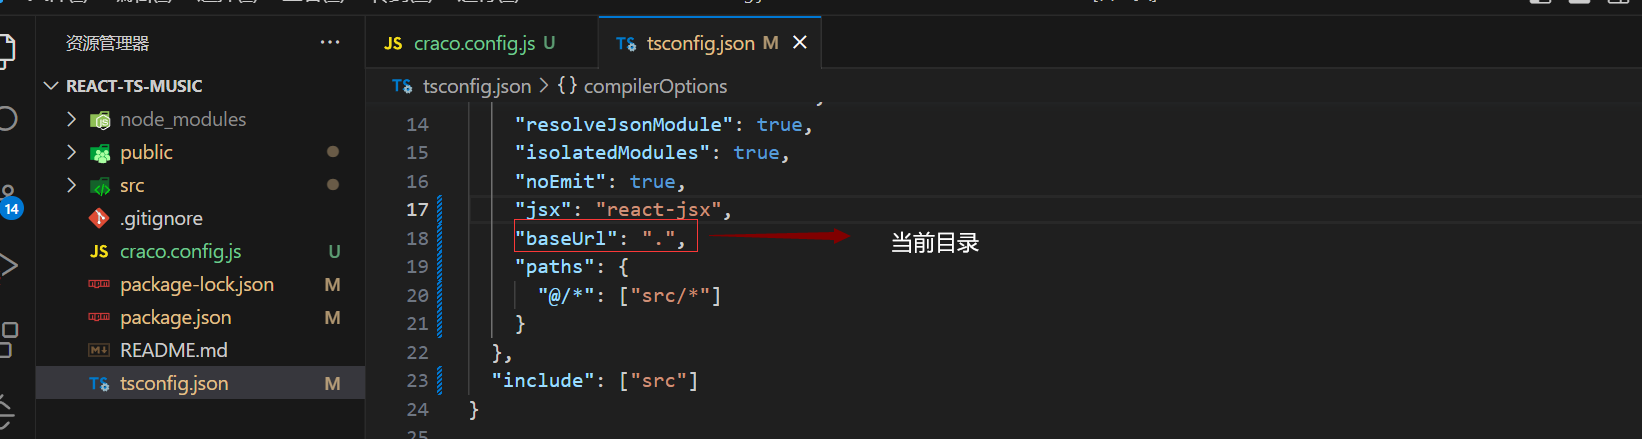 资源管理器 ···
REACT-TS-MUSIC
node_modules
public
src
.gitignore
JS craco.config.js U
package-lock.json M
package.json M
README.md
TS tsconfig.json M
14
JS craco.config.js U
TS tsconfig.json M
TS tsconfig.json > {} compilerOptions
14 "resolveJsonModule": true,
15 "isolatedModules": true,
16 "noEmit": true,
17 "jsx": "react-jsx",
18 "baseUrl": ".", 当前目录
19 "paths": {
20 "@/*": ["src/*"]
21 }
22 },
23 "include": ["src"]
24 }